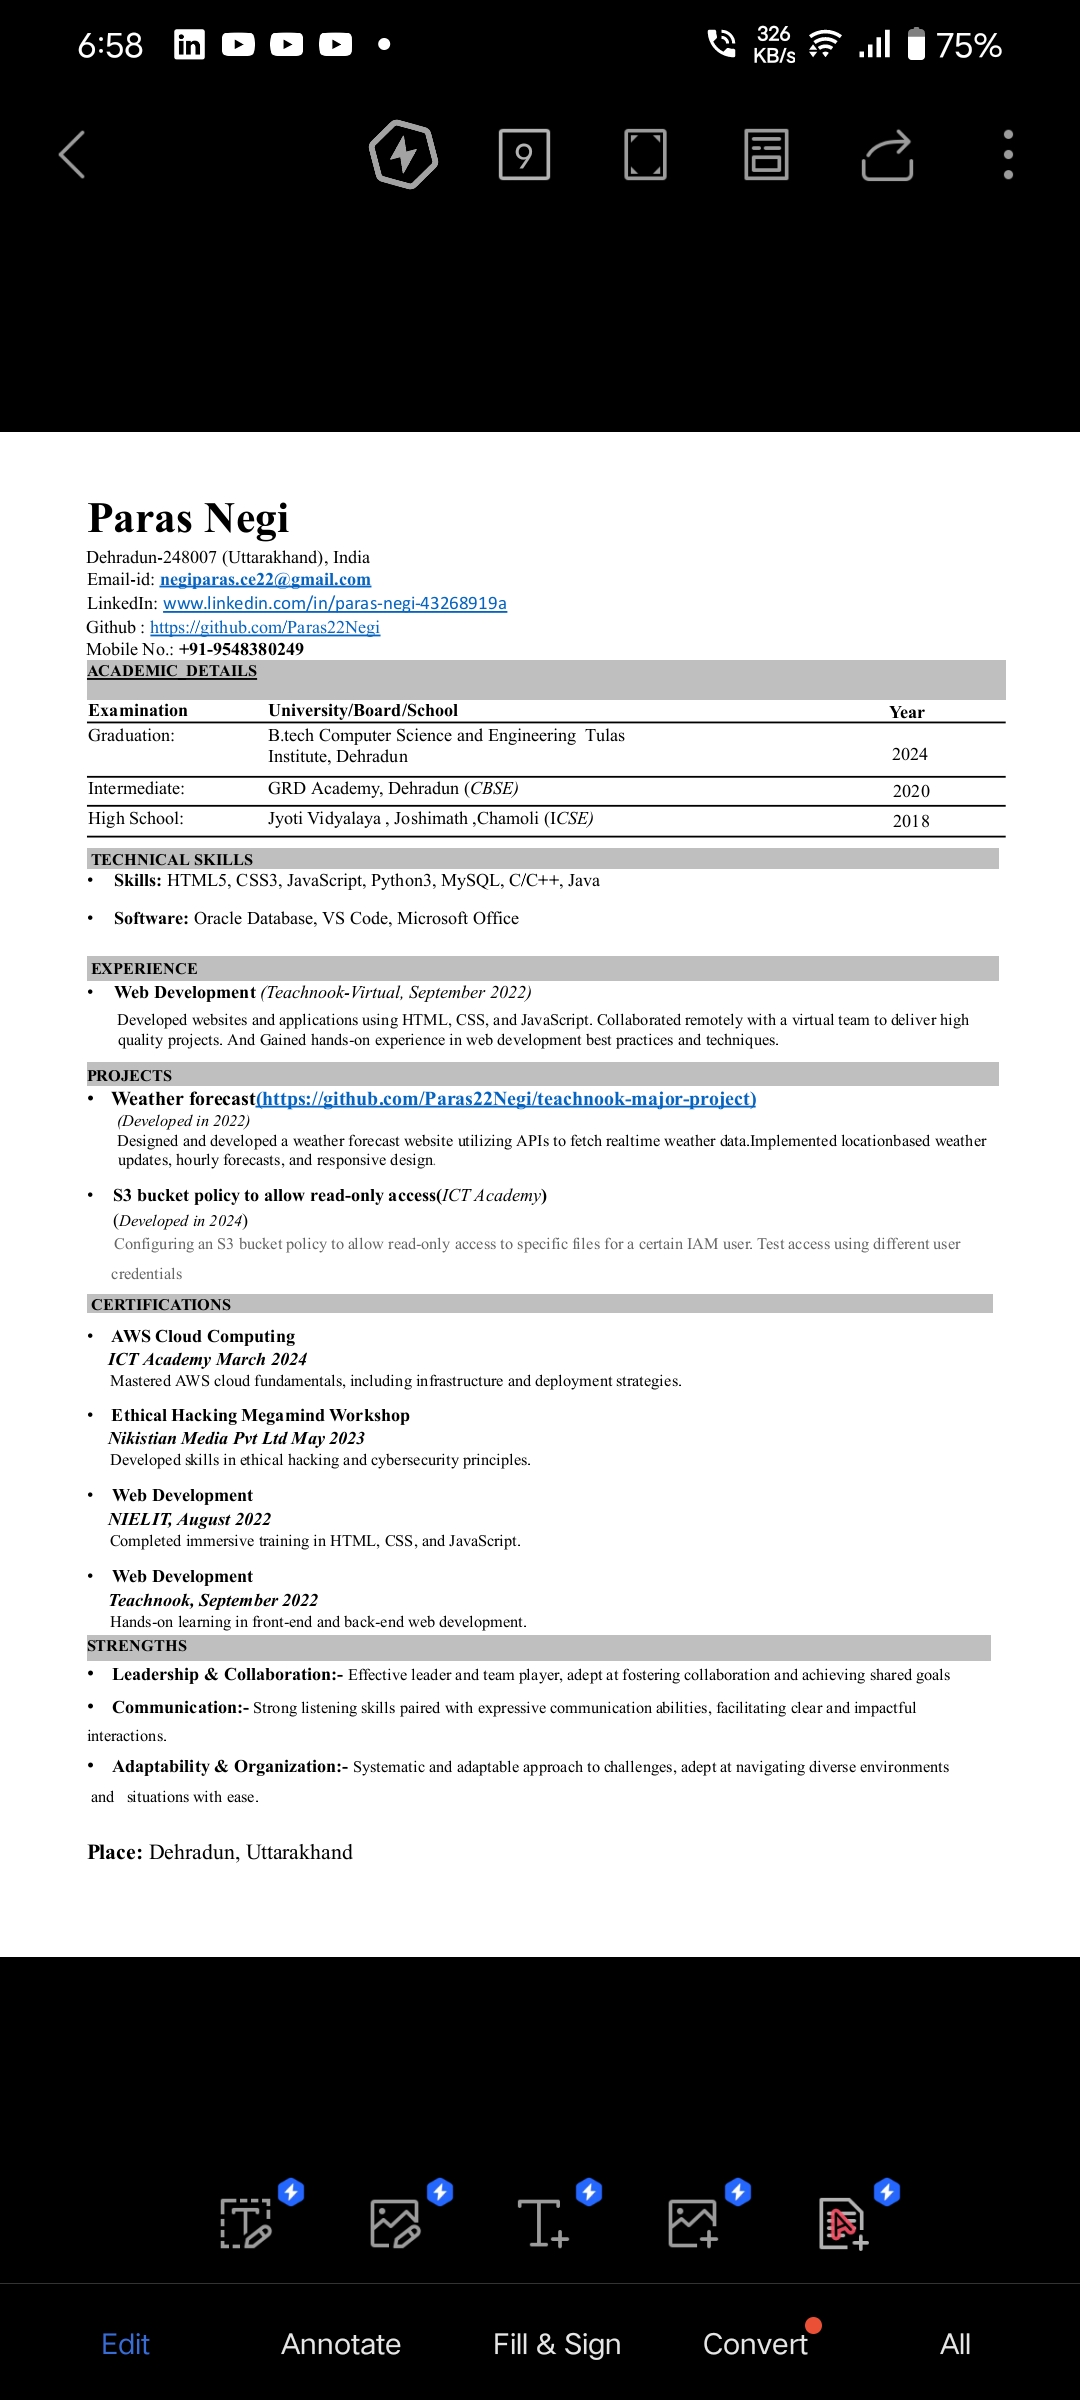 6:58
326
KB/s
75%
9
Paras Negi
Dehradun-248007 (Uttarakhand), India
Email-id: negiparas.ce22@gmail.com
LinkedIn: www.linkedin.com/in/paras-negi-43268919a
Github : https://github.com/Paras22Negi
Mobile No.: +91-9548380249
ACADEMIC DETAILS
Examination University/Board/School Year
Graduation: B.tech Computer Science and Engineering Tulas
Institute, Dehradun 2024
Intermediate: GRD Academy, Dehradun (CBSE) 2020
High School: Jyoti Vidyalaya , Joshimath ,Chamoli (ICSE) 2018
TECHNICAL SKILLS
• Skills: HTML5, CSS3, JavaScript, Python3, MySQL, C/C++, Java
• Software: Oracle Database, VS Code, Microsoft Office
EXPERIENCE
• Web Development (Teachnook-Virtual, September 2022)
Developed websites and applications using HTML, CSS, and JavaScript. Collaborated remotely with a virtual team to deliver high
quality projects. And Gained hands-on experience in web development best practices and techniques.
PROJECTS
• Weather forecast(https://github.com/Paras22Negi/teachnook-major-project)
(Developed in 2022)
Designed and developed a weather forecast website utilizing APIs to fetch realtime weather data.Implemented locationbased weather
updates, hourly forecasts, and responsive design.
• S3 bucket policy to allow read-only access(ICT Academy)
(Developed in 2024)
Configuring an S3 bucket policy to allow read-only access to specific files for a certain IAM user. Test access using different user
credentials
CERTIFICATIONS
• AWS Cloud Computing
ICT Academy March 2024
Mastered AWS cloud fundamentals, including infrastructure and deployment strategies.
• Ethical Hacking Megamind Workshop
Nikistian Media Pvt Ltd May 2023
Developed skills in ethical hacking and cybersecurity principles.
• Web Development
NIELIT, August 2022
Completed immersive training in HTML, CSS, and JavaScript.
• Web Development
Teachnook, September 2022
Hands-on learning in front-end and back-end web development.
STRENGTHS
• Leadership & Collaboration:- Effective leader and team player, adept at fostering collaboration and achieving shared goals
• Communication:- Strong listening skills paired with expressive communication abilities, facilitating clear and impactful
interactions.
• Adaptability & Organization:- Systematic and adaptable approach to challenges, adept at navigating diverse environments
and situations with ease.
Place: Dehradun, Uttarakhand
Edit Annotate Fill & Sign Convert All